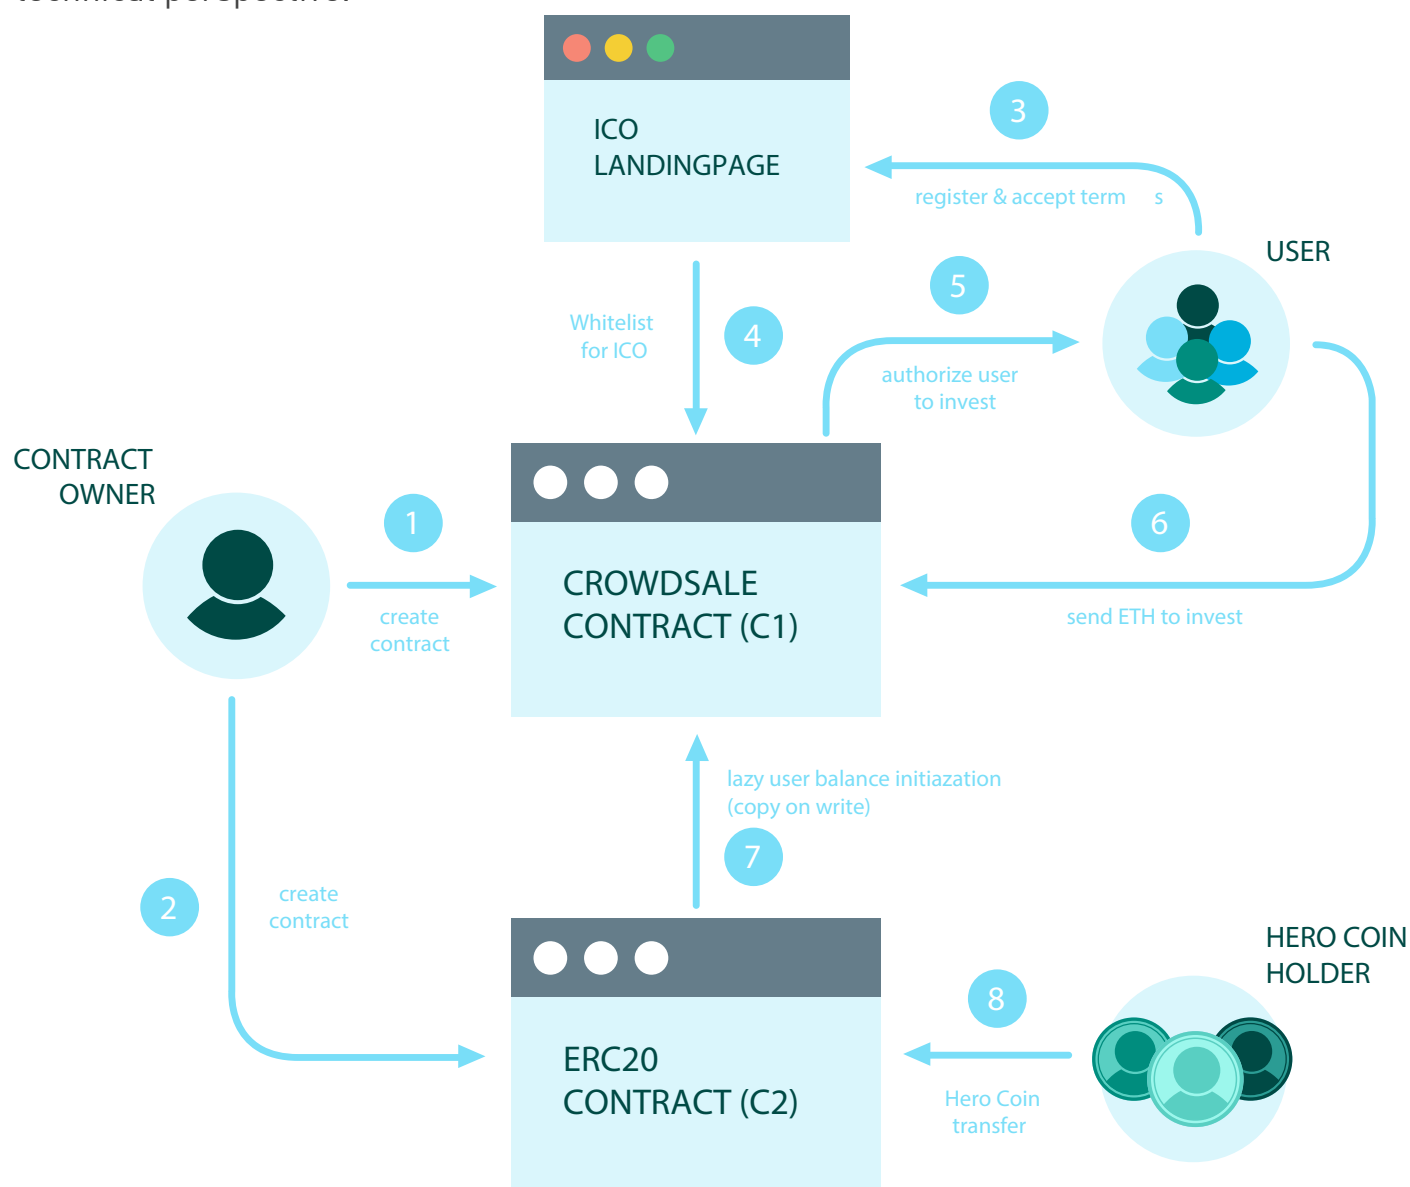 technical perspective.
ICO
LANDINGPAGE
3
register & accept term s
USER
5
Whitelist
for ICO
4
authorize user
to invest
CONTRACT
OWNER
1
6
CROWDSALE
CONTRACT (C1)
create
contract
send ETH to invest
lazy user balance initiazation
(copy on write)
7
2
create
contract
HERO COIN
HOLDER
8
ERC20
CONTRACT (C2)
Hero Coin
transfer